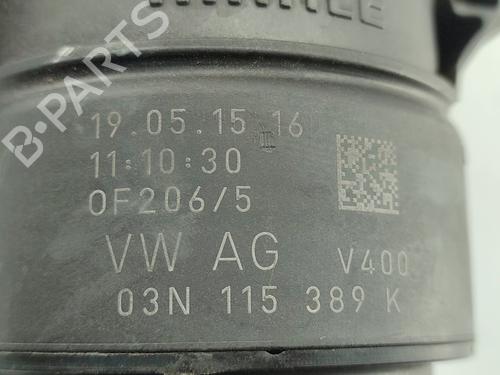 19.05.15 16
11:10:30
0F206/5
VW AG V400
03N 115 389 K
B-PARTS